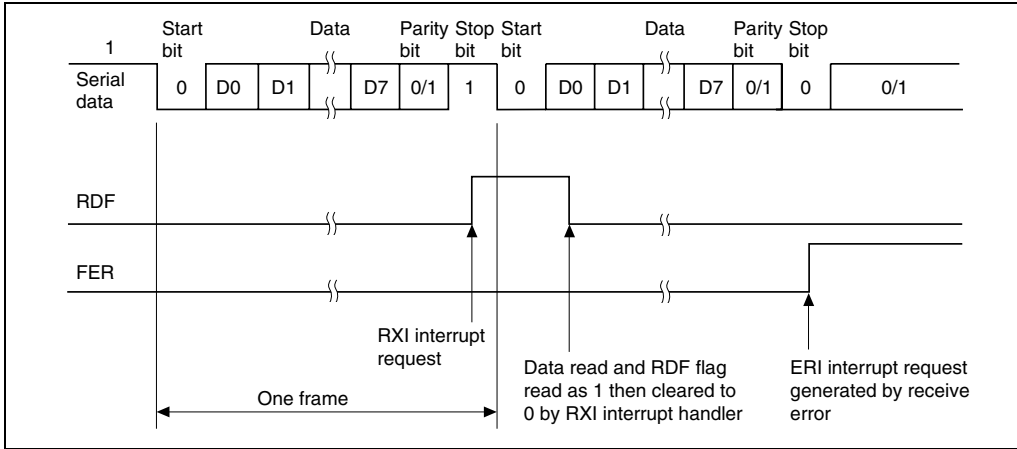 Start bit Data Parity bit Stop bit Start bit Data Parity bit Stop bit
1
Serial data 0 D0 D1 D7 0/1 1 0 D0 D1 D7 0/1 0 0/1
RDF
FER
RXI interrupt
request
Data read and RDF flag
read as 1 then cleared to
0 by RXI interrupt handler
ERI interrupt request
generated by receive
error
One frame